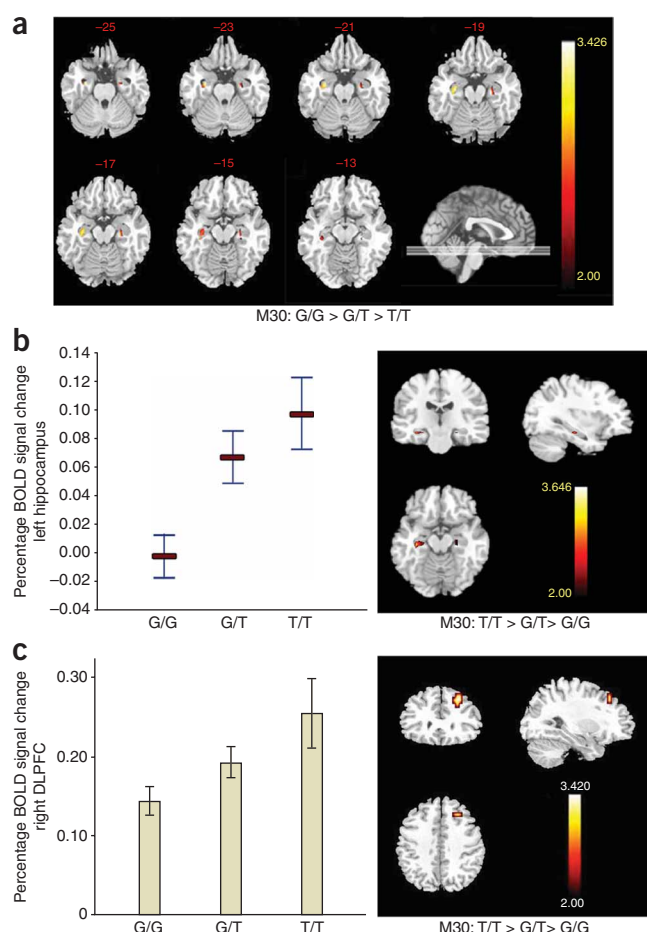 a
–25
–23
–21
–19
3.426
–17
–15
–13
2.00
M30: G/G > G/T > T/T
b
Percentage BOLD signal change
left hippocampus
0.14
0.12
0.10
0.08
0.06
0.04
0.02
0.00
–0.02
–0.04
G/G
G/T
T/T
3.646
2.00
M30: T/T > G/T> G/G
c
Percentage BOLD signal change
right DLPFC
0.30
0.20
0.10
0
G/G
G/T
T/T
3.420
2.00
M30: T/T > G/T> G/G